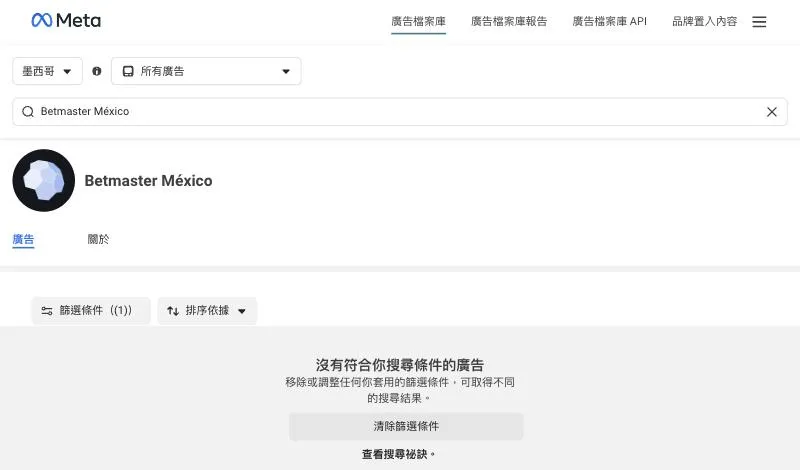 Meta
廣告檔案庫
廣告檔案庫報告
廣告檔案庫 API
品牌置入內容
墨西哥
所有廣告
Betmaster México
Betmaster México
廣告
關於
篩選條件（(1)）
排序依據
沒有符合你搜尋條件的廣告
移除或調整任何你套用的篩選條件，可取得不同
的搜尋結果。
清除篩選條件
查看搜尋祕訣。